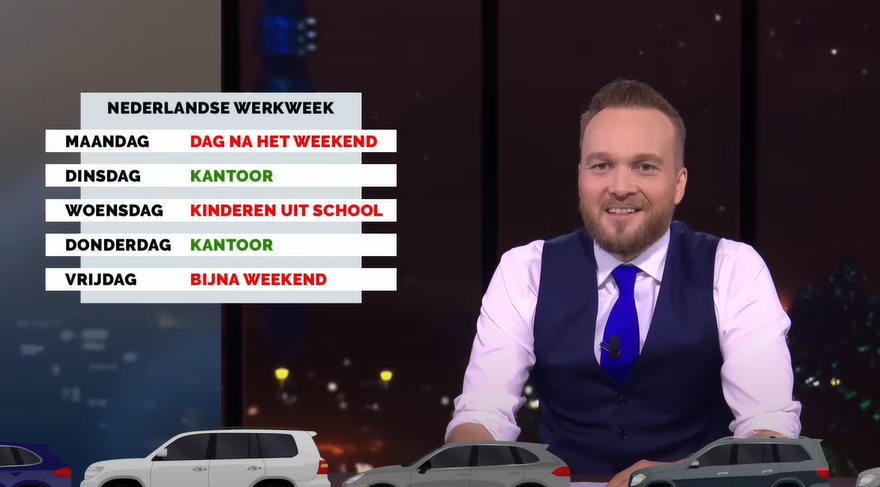 NEDERLANDSE WERKWEEK
MAANDAG DAG NA HET WEEKEND
DINSDAG KANTOOR
WOENSDAG KINDEREN UIT SCHOOL
DONDERDAG KANTOOR
VRIJDAG BIJNA WEEKEND